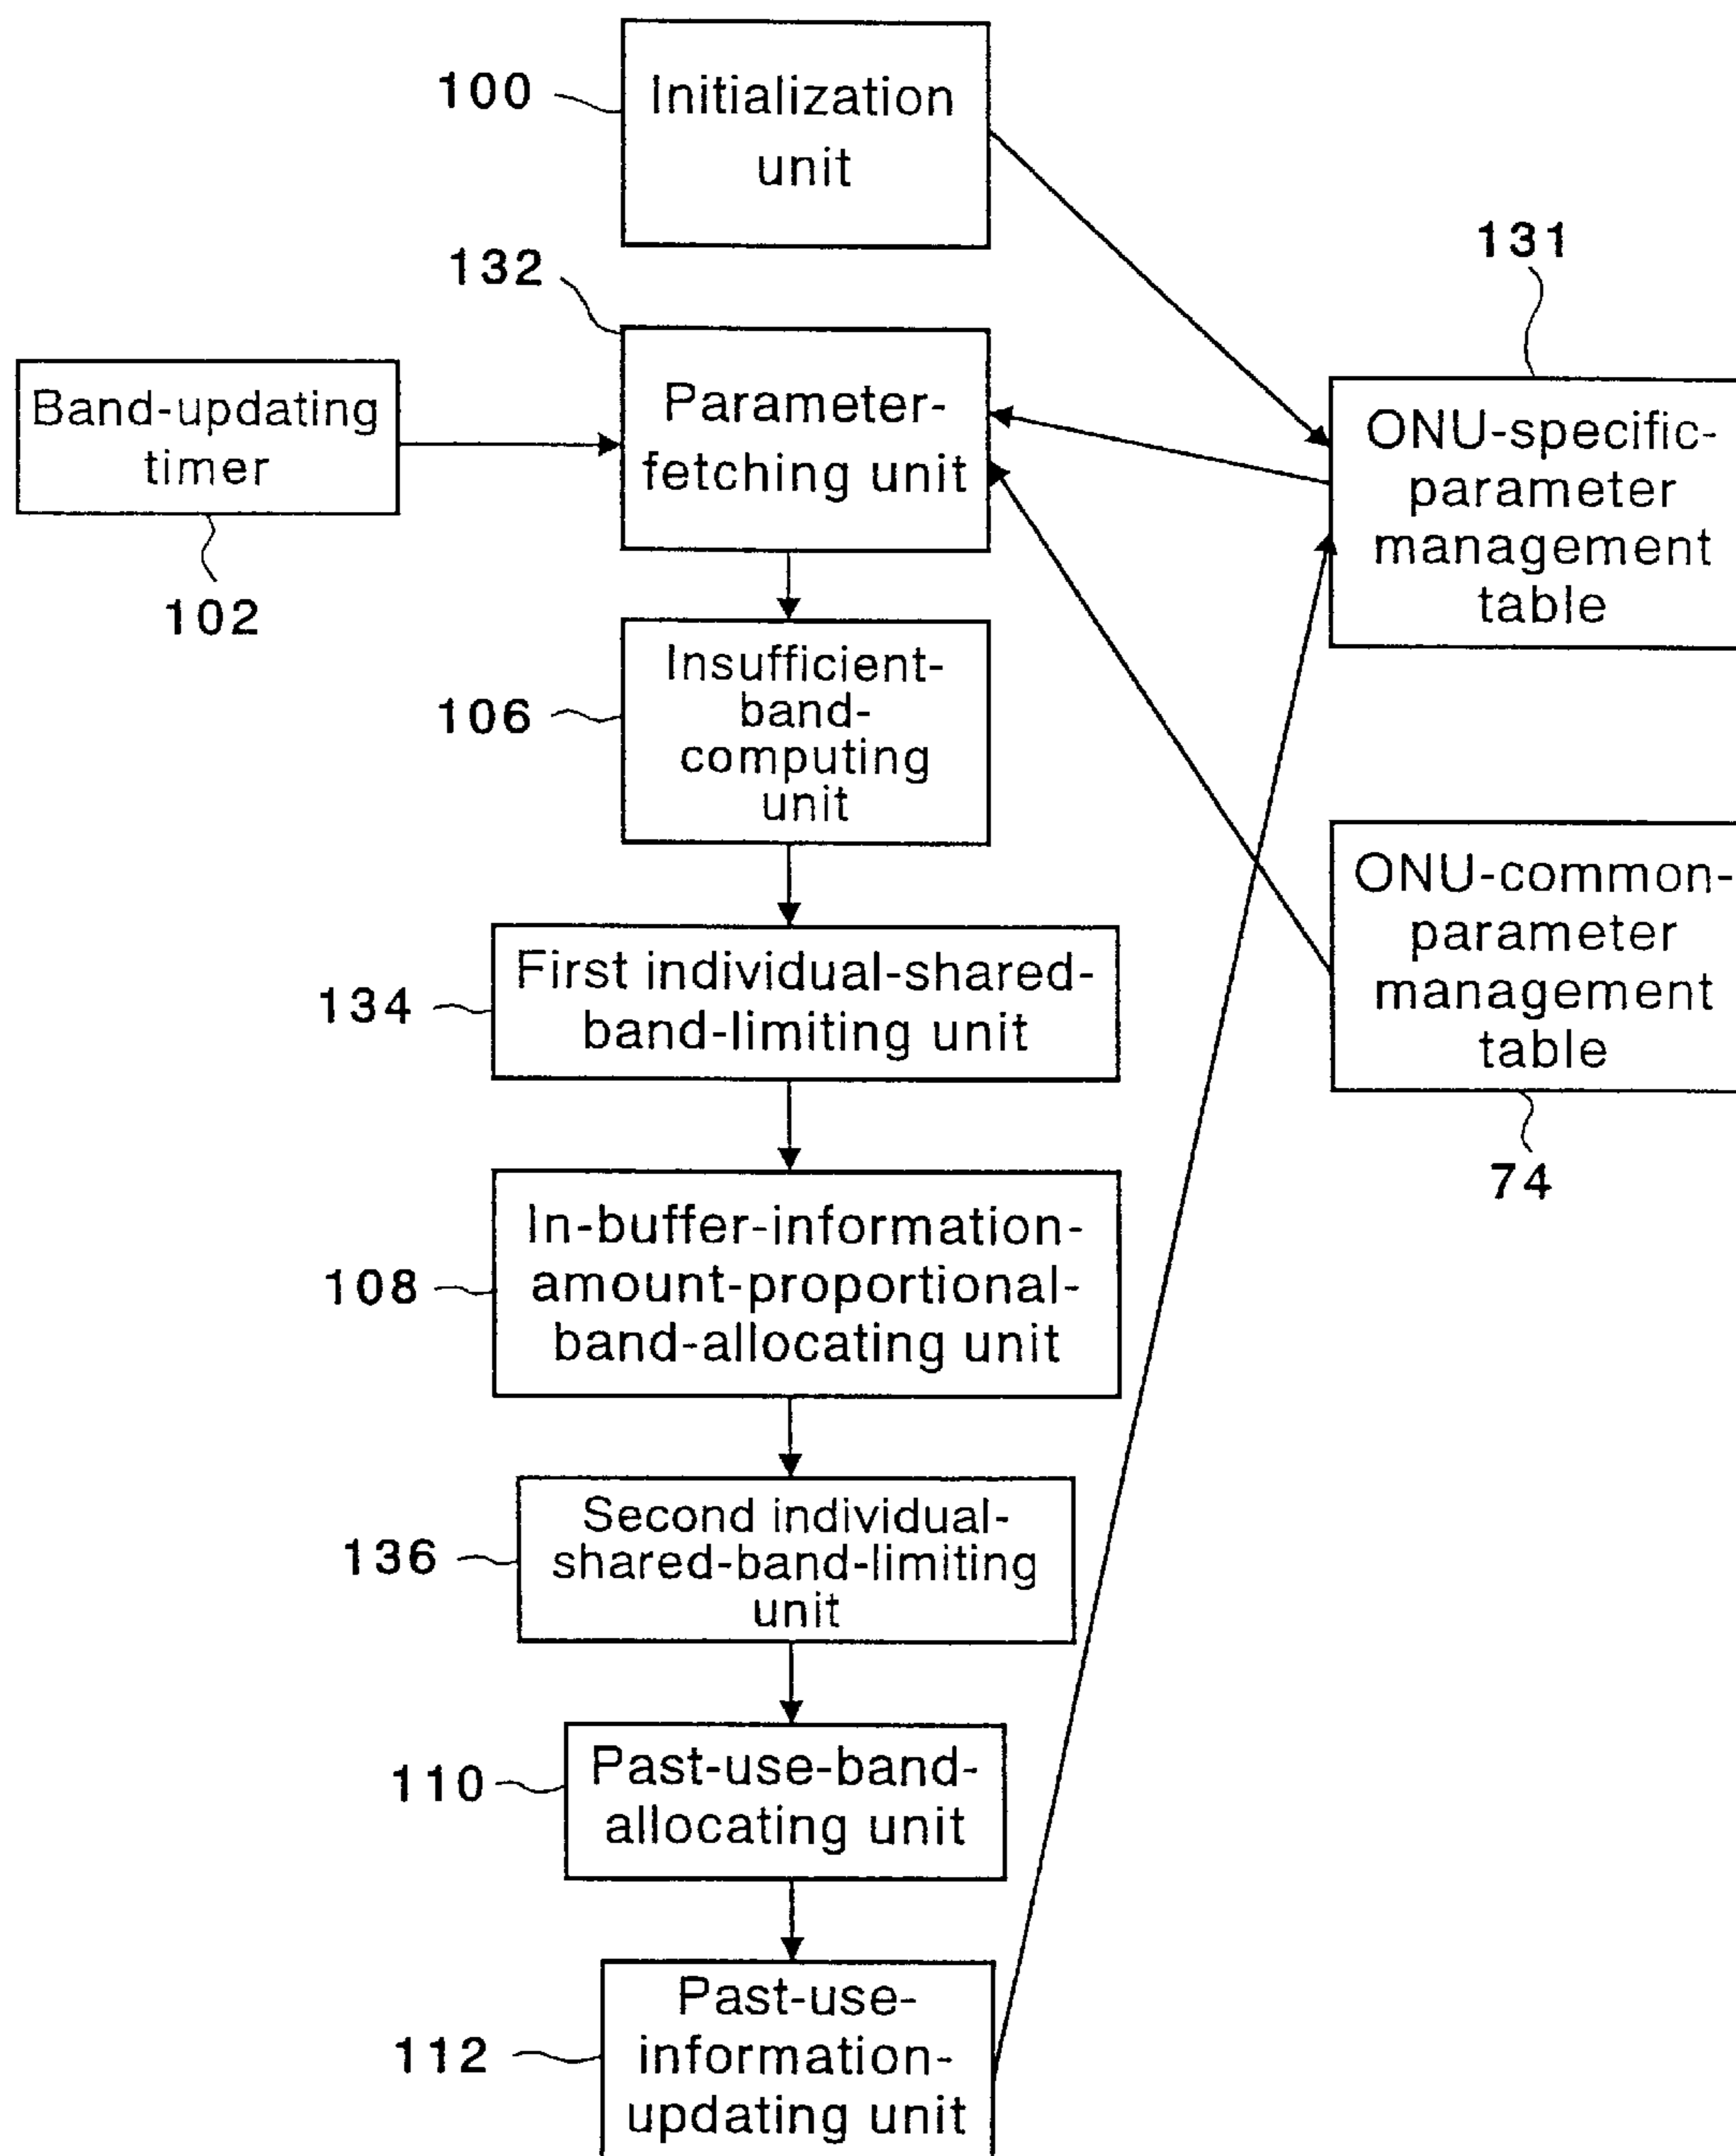 100
Initialization
unit
132
131
Band-updating
timer
102
Parameter-
fetching unit
ONU-specific-
parameter
management
table
106
Insufficient-
band-
computing
unit
ONU-common-
parameter
management
table
74
134
First individual-shared-
band-limiting unit
108
In-buffer-information-
amount-proportional-
band-allocating unit
136
Second individual-
shared-band-limiting
unit
110
Past-use-band-
allocating unit
112
Past-use-
information-
updating unit